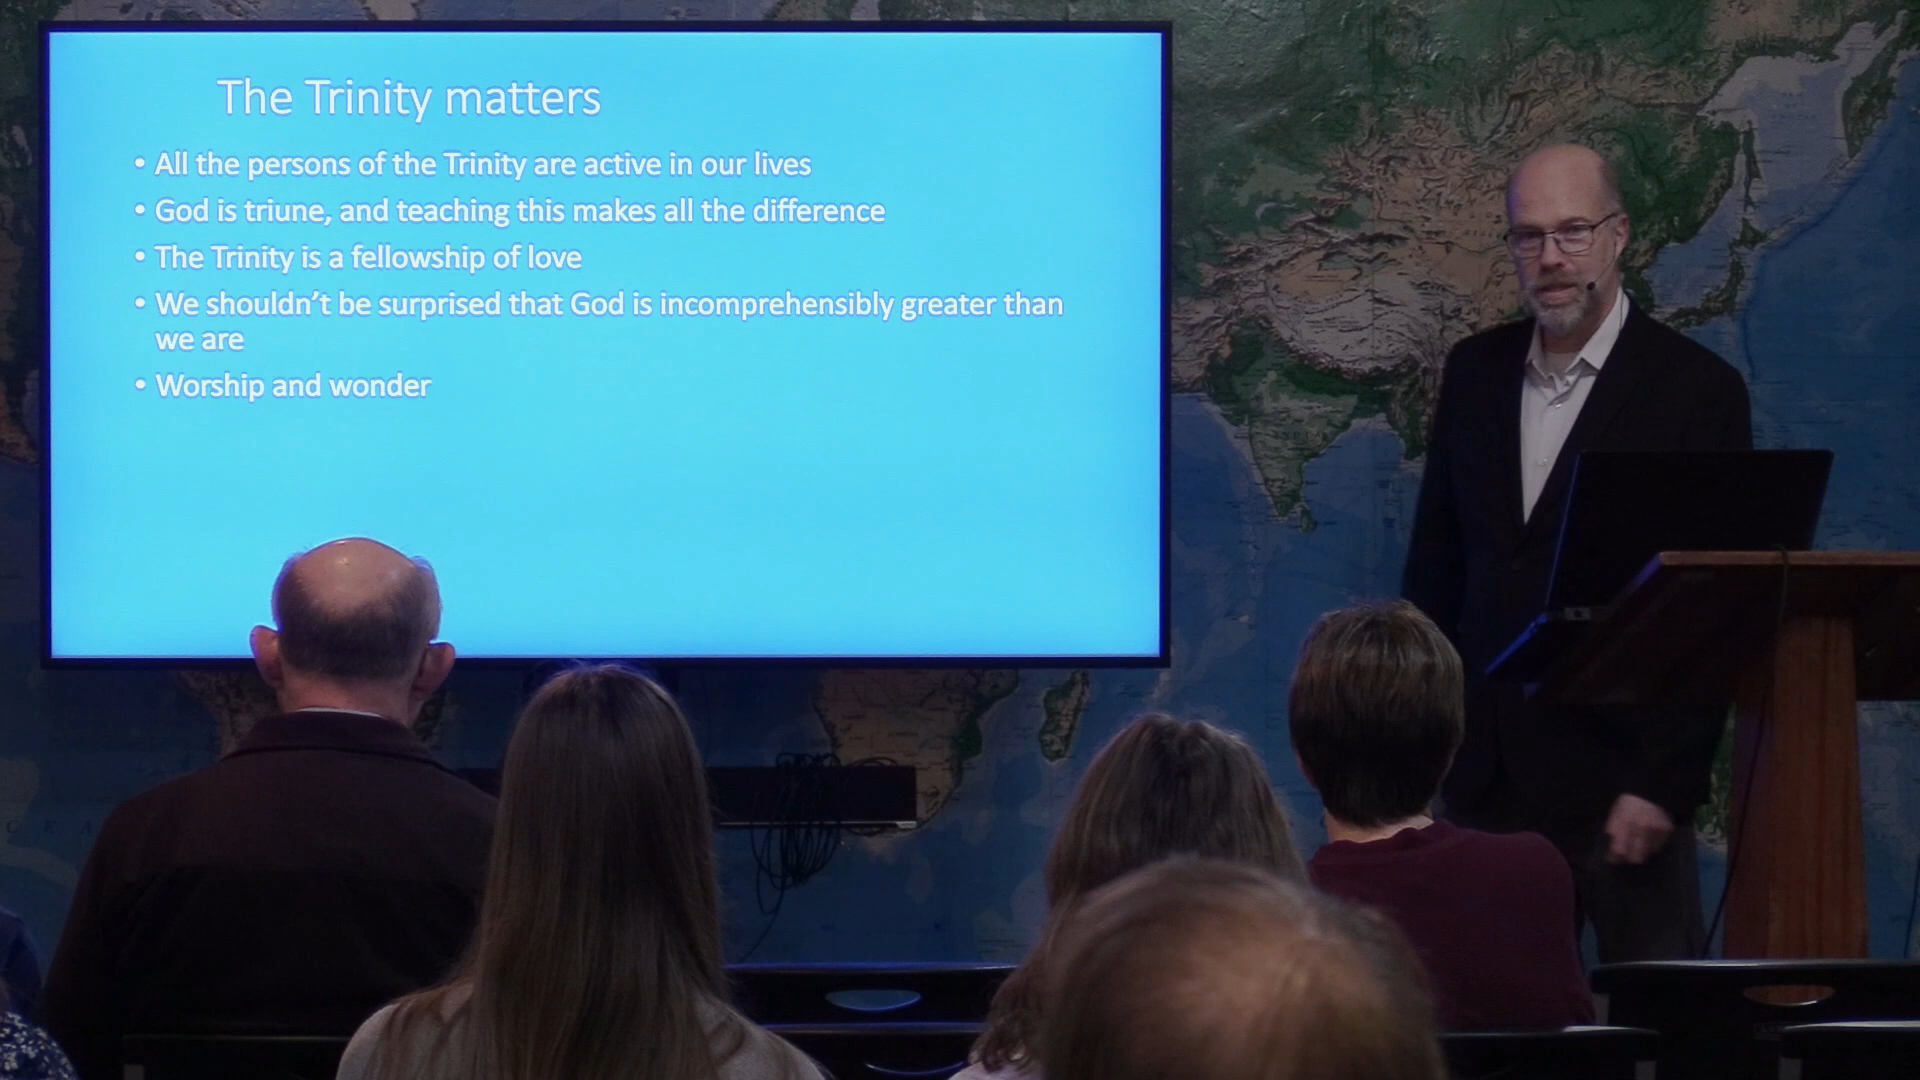 The Trinity matters
• All the persons of the Trinity are active in our lives
• God is triune, and teaching this makes all the difference
• The Trinity is a fellowship of love
• We shouldn’t be surprised that God is incomprehensibly greater than
we are
• Worship and wonder